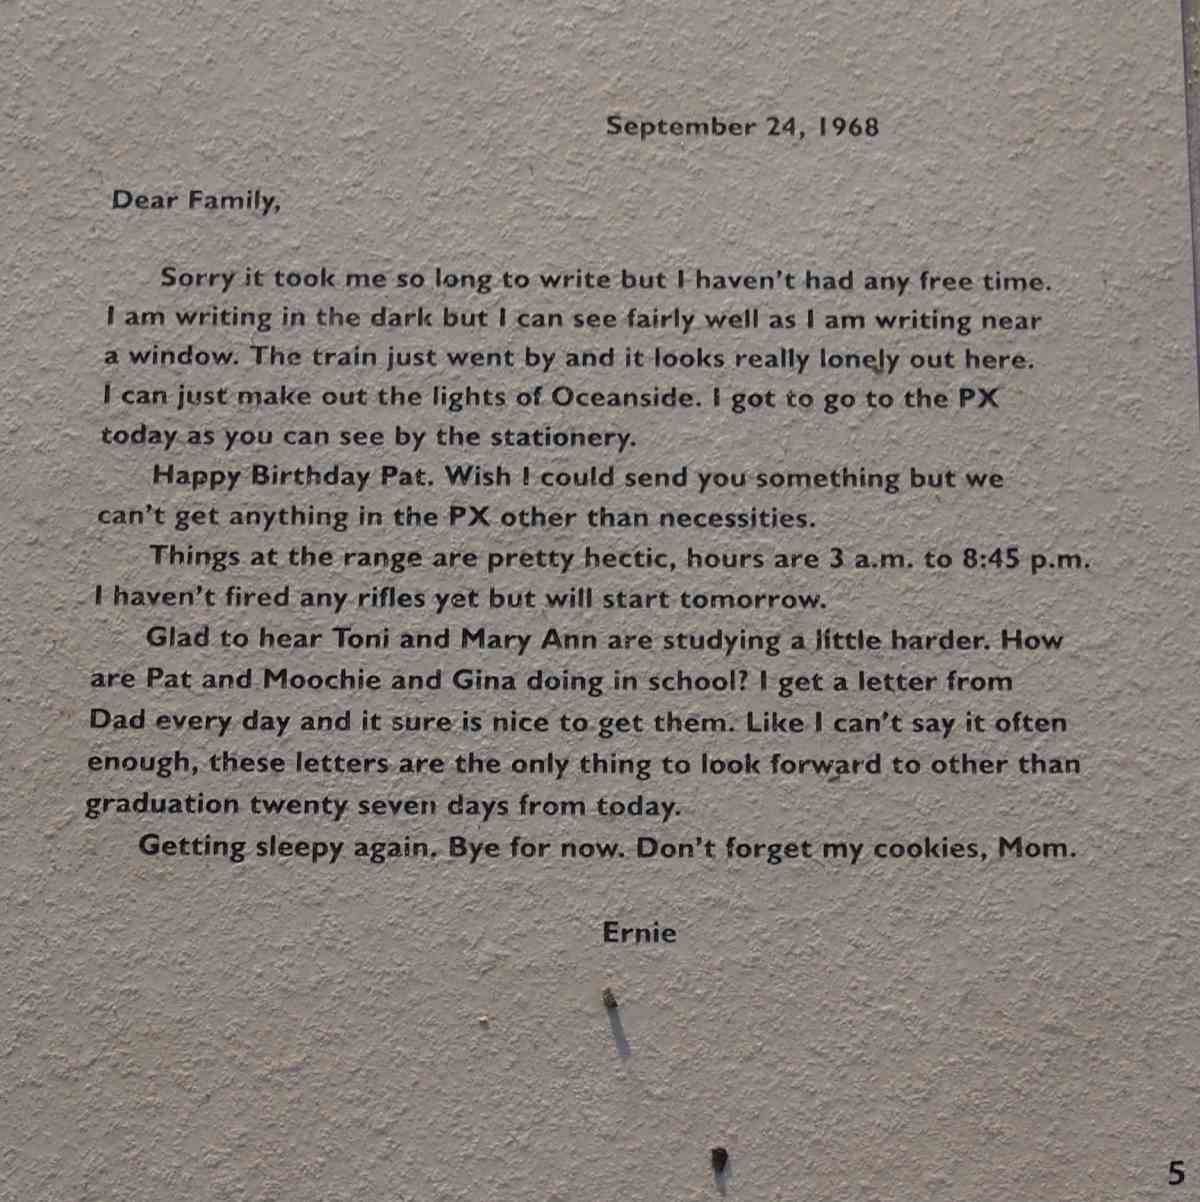 September 24, 1968
Dear Family,
Sorry it took me so long to write but I haven't had any free time.
I am writing in the dark but I can see fairly well as I am writing near
a window. The train just went by and it looks really lonely out here.
I can just make out the lights of Oceanside. I got to go to the PX
today as you can see by the stationery.
Happy Birthday Pat. Wish I could send you something but we
can't get anything in the PX other than necessities.
Things at the range are pretty hectic, hours are 3 a.m. to 8:45 p.m.
I haven't fired any rifles yet but will start tomorrow.
Glad to hear Toni and Mary Ann are studying a little harder. How
are Pat and Moochie and Gina doing in school? I get a letter from
Dad every day and it sure is nice to get them. Like I can't say it often
enough, these letters are the only thing to look forward to other than
graduation twenty seven days from today.
Getting sleepy again. Bye for now. Don't forget my cookies, Mom.
Ernie
5